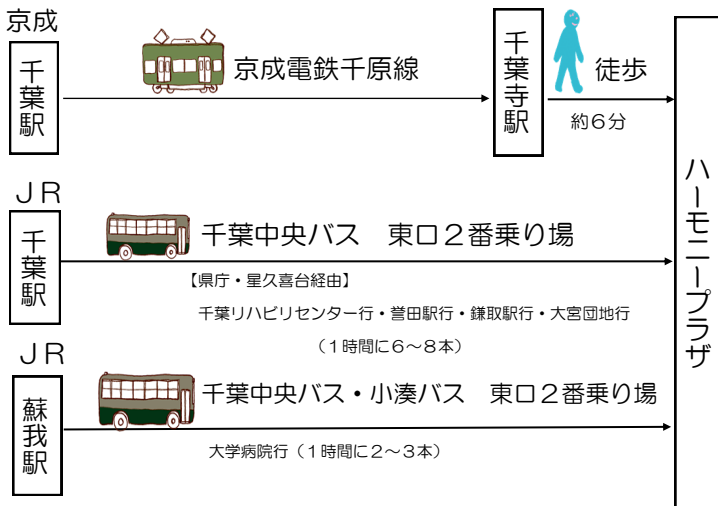 京成
千葉駅
京成電鉄千原線
千葉寺駅
徒歩
約6分
JR
千葉駅
千葉中央バス　東口2番乗り場
【県庁・星久喜台経由】
千葉リハビリセンター行・誉田駅行・鎌取駅行・大宮団地行
（1時間に6〜8本）
JR
蘇我駅
千葉中央バス・小湊バス　東口2番乗り場
大学病院行（1時間に2〜3本）
ハーモニープラザ